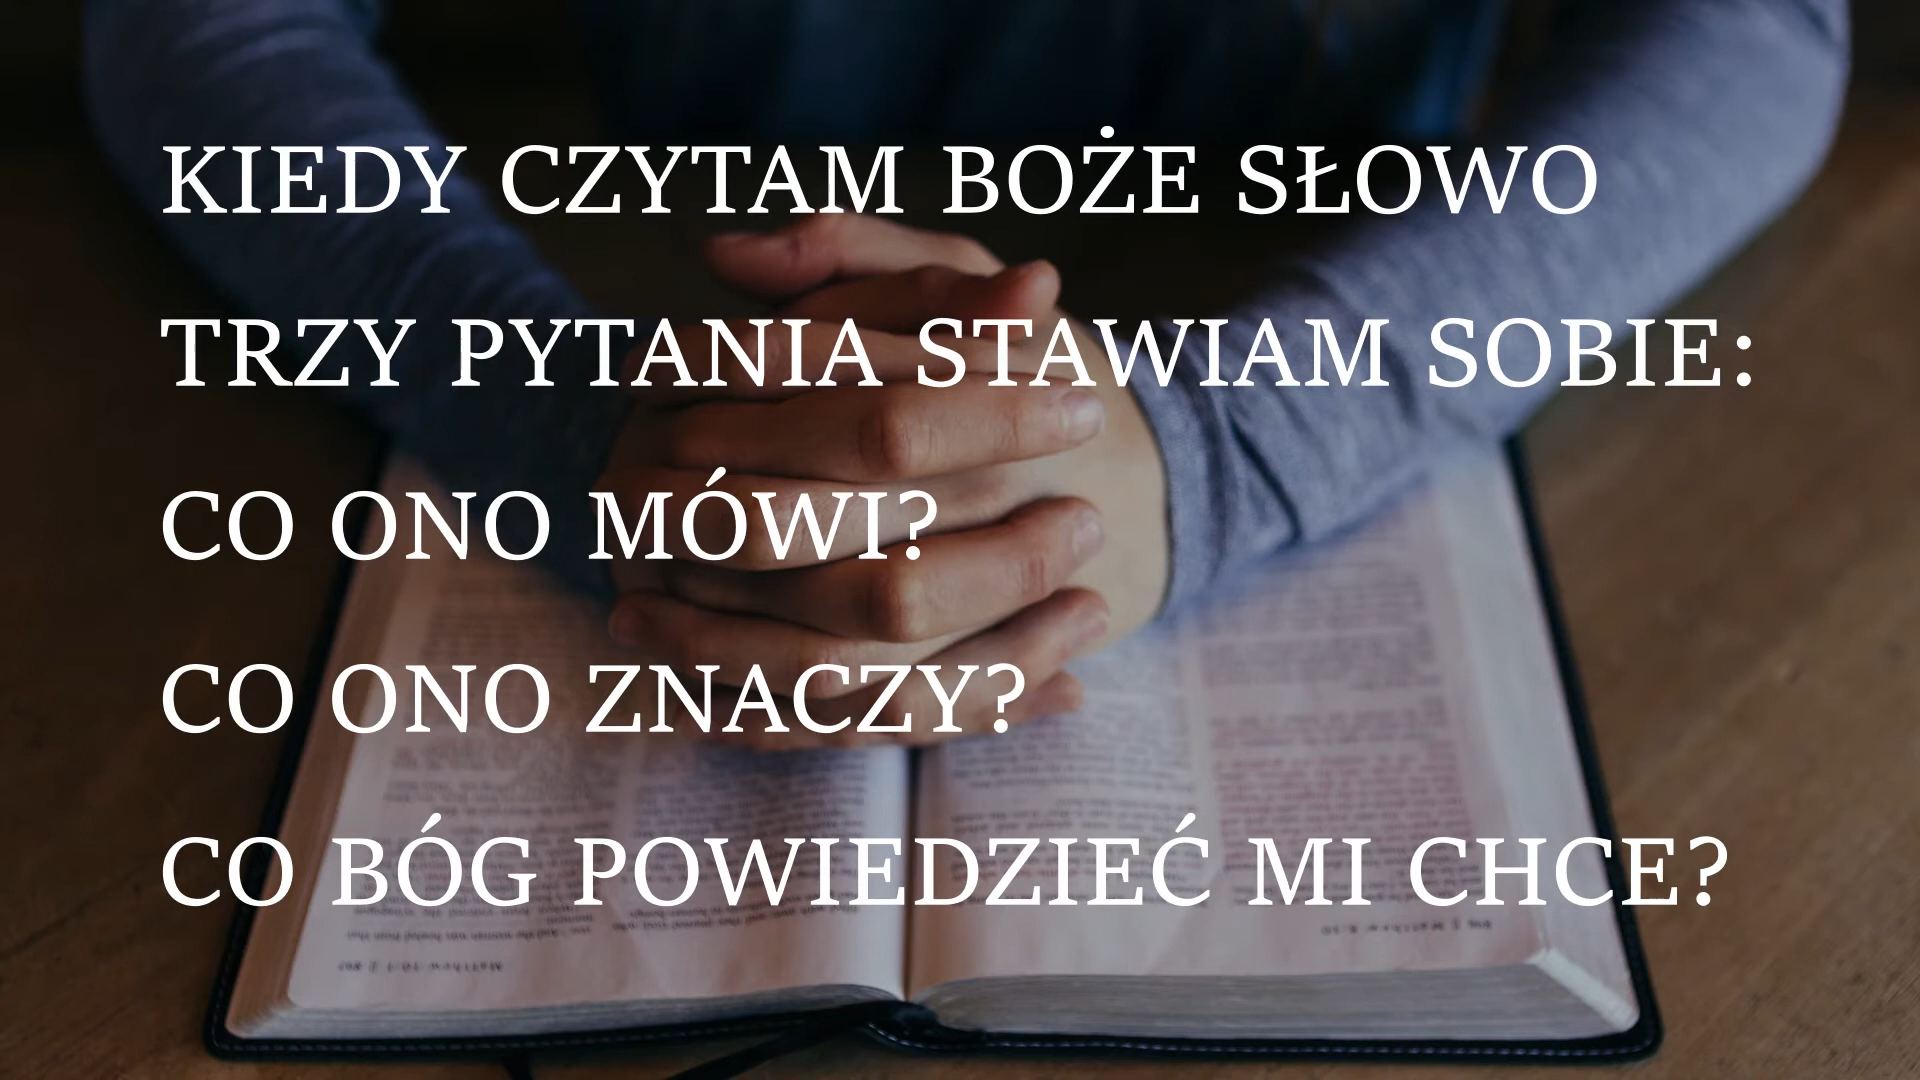 KIEDY CZYTAM BOŻE SŁOWO
TRZY PYTANIA STAWIAM SOBIE:
CO ONO MÓWI?
CO ONO ZNACZY?
CO BÓG POWIEDZIEĆ MI CHCE?